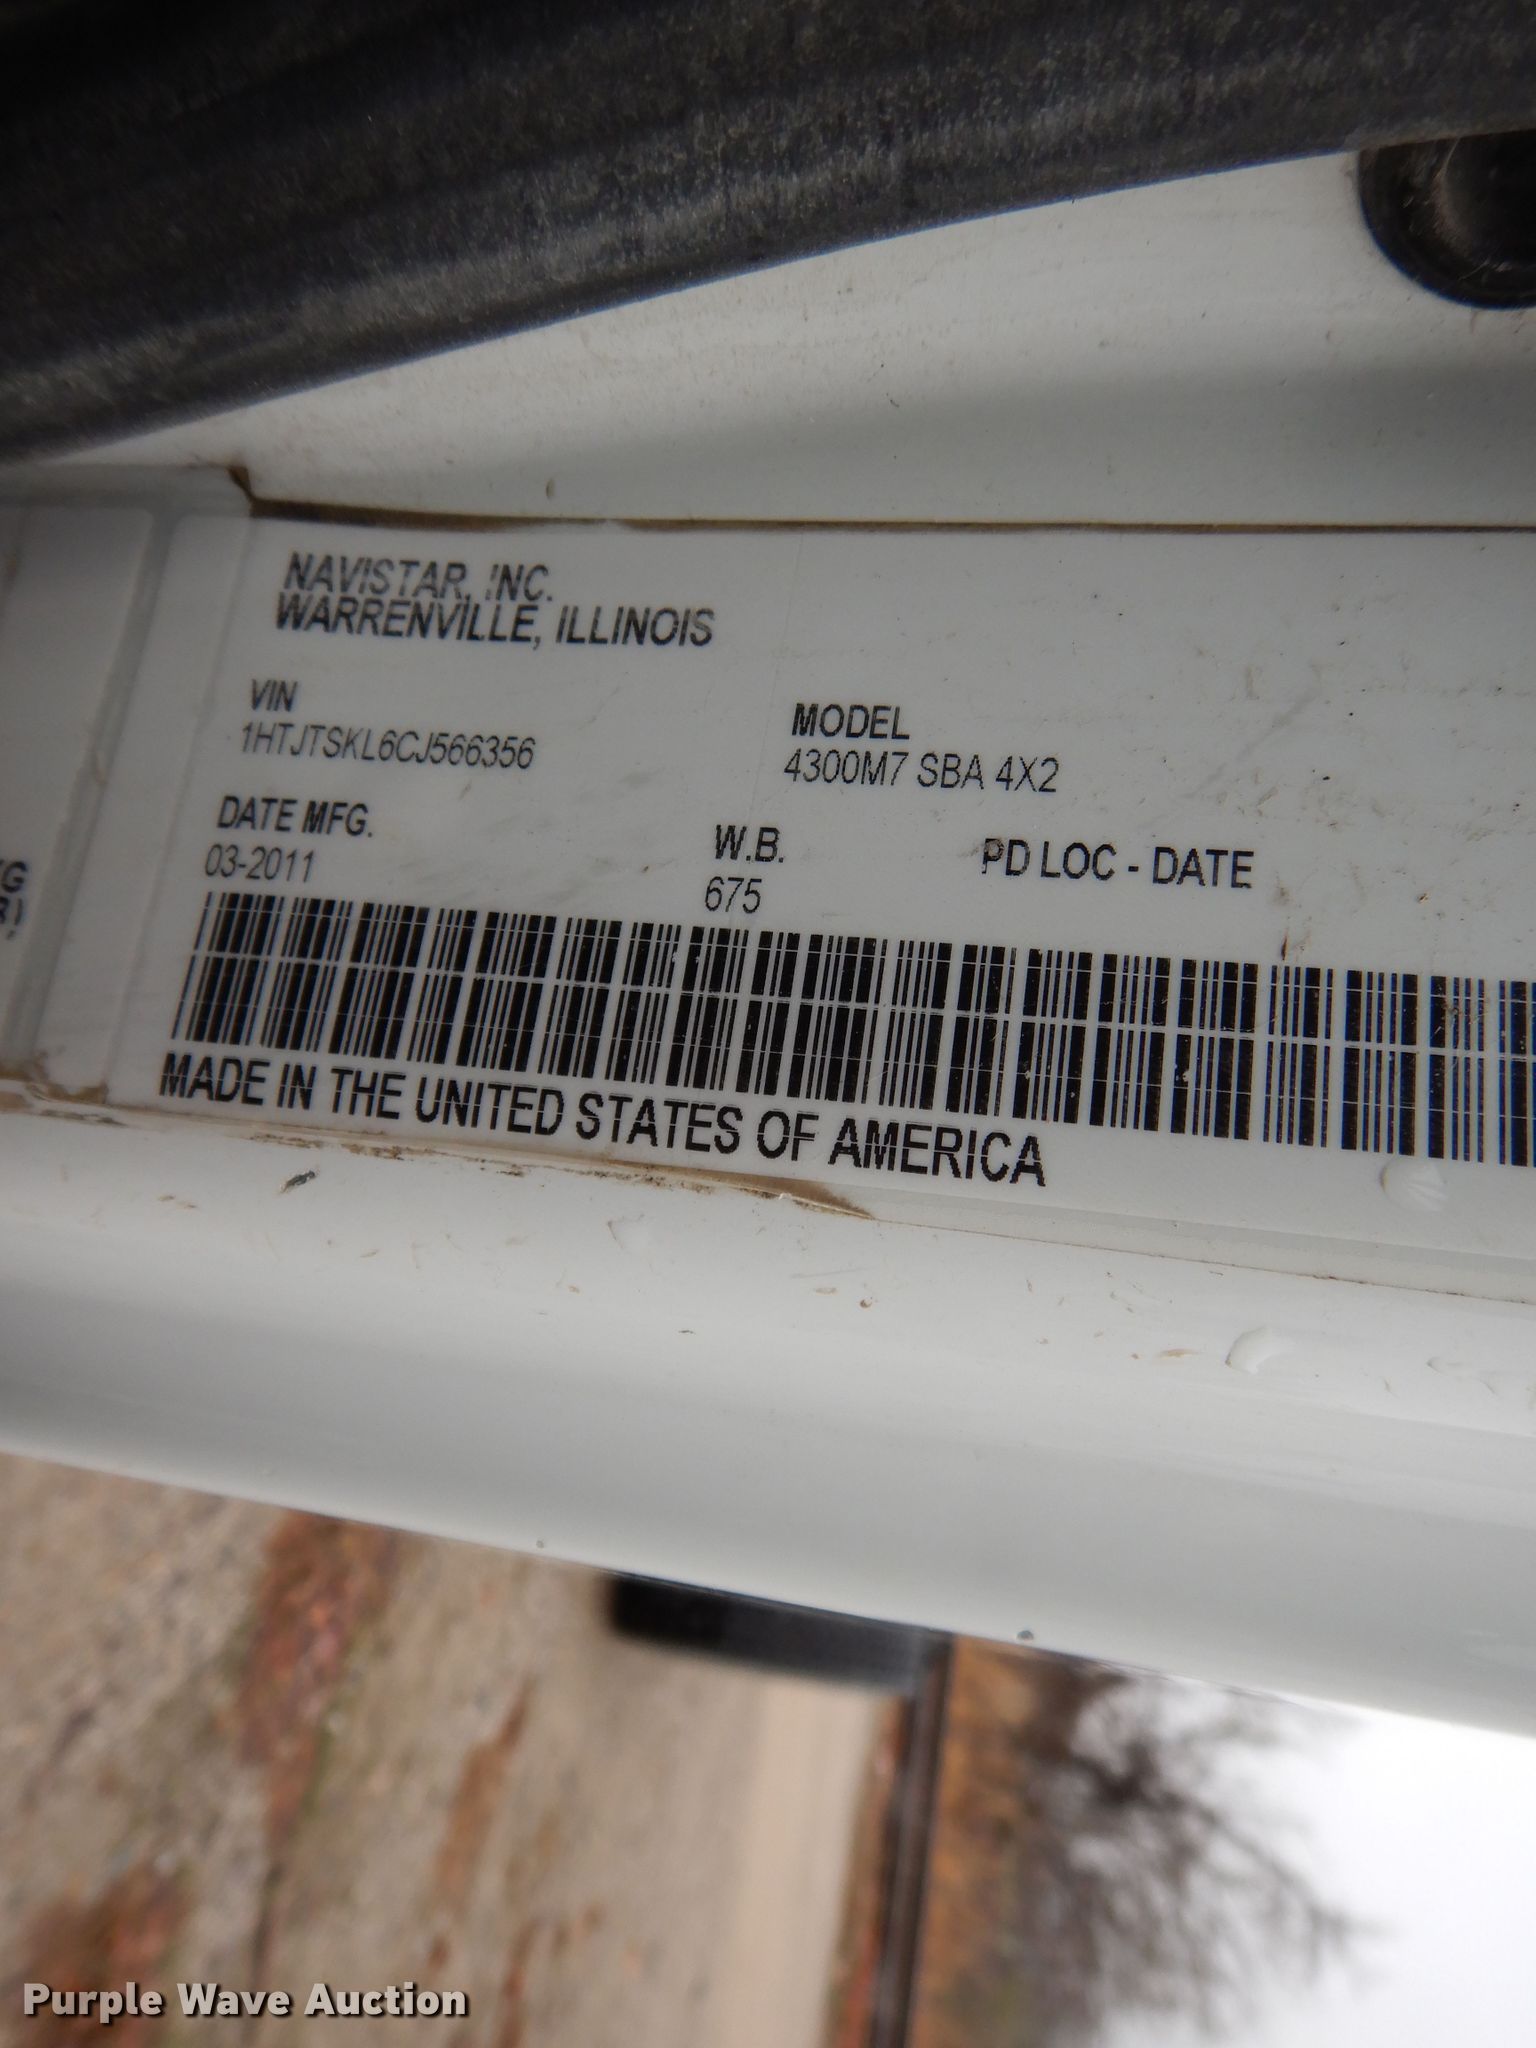 NAVISTAR, INC.
WARRENVILLE, ILLINOIS
VIN
1HTJTSKL6CJ566356
MODEL
4300M7 SBA 4X2
DATE MFG.
03-2011
W.B.
675
PD LOC - DATE
MADE IN THE UNITED STATES OF AMERICA
Purple Wave Auction